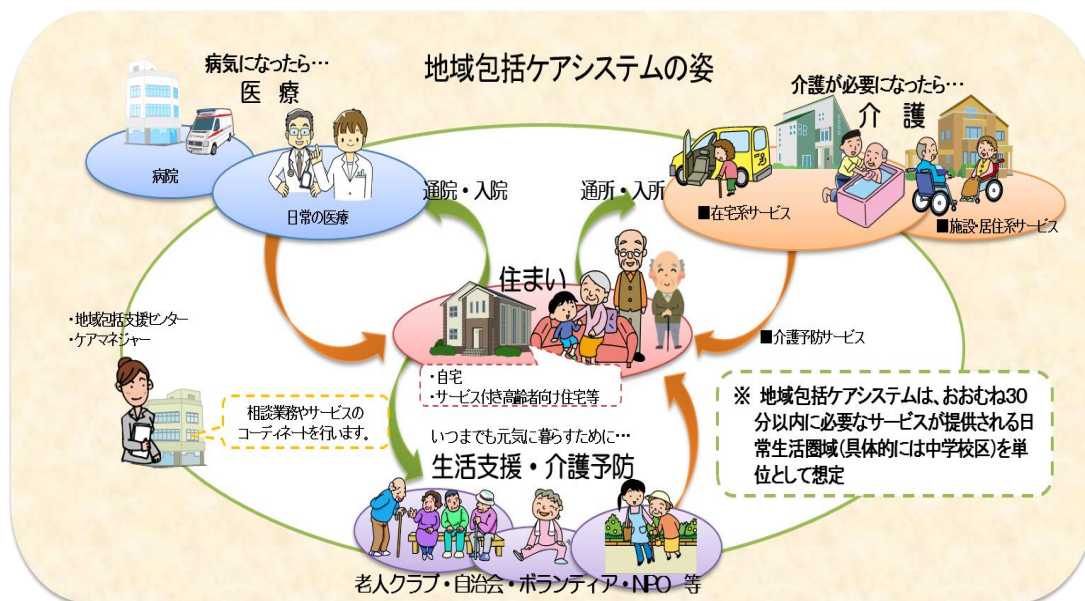 地域包括ケアシステムの姿
病気になったら…
医 療
病院
日常の医療
介護が必要になったら…
介 護
■在宅系サービス
■施設・居住系サービス
通院・入院
通所・入所
住まい
・自宅
・サービス付き高齢者向け住宅等
■介護予防サービス
・地域包括支援センター
・ケアマネジャー
相談業務やサービスの
コーディネートを行います。
いつまでも元気に暮らすために…
生活支援・介護予防
老人クラブ・自治会・ボランティア・NPO 等
※ 地域包括ケアシステムは、おおむね30
分以内に必要なサービスが提供される日
常生活圏域(具体的には中学校区)を単
位として想定